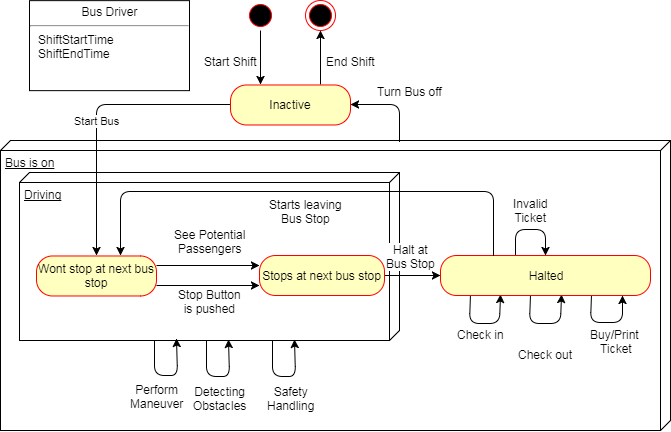 Bus Driver
ShiftStartTime
ShiftEndTime
Start Shift
End Shift
Inactive
Turn Bus off
Start Bus
Bus is on
Driving
Starts leaving
Bus Stop
Invalid
Ticket
See Potential
Passengers
Halt at
Bus Stop
Wont stop at next bus
stop
Stops at next bus stop
Halted
Stop Button
is pushed
Check in
Check out
Buy/Print
Ticket
Perform
Maneuver
Detecting
Obstacles
Safety
Handling